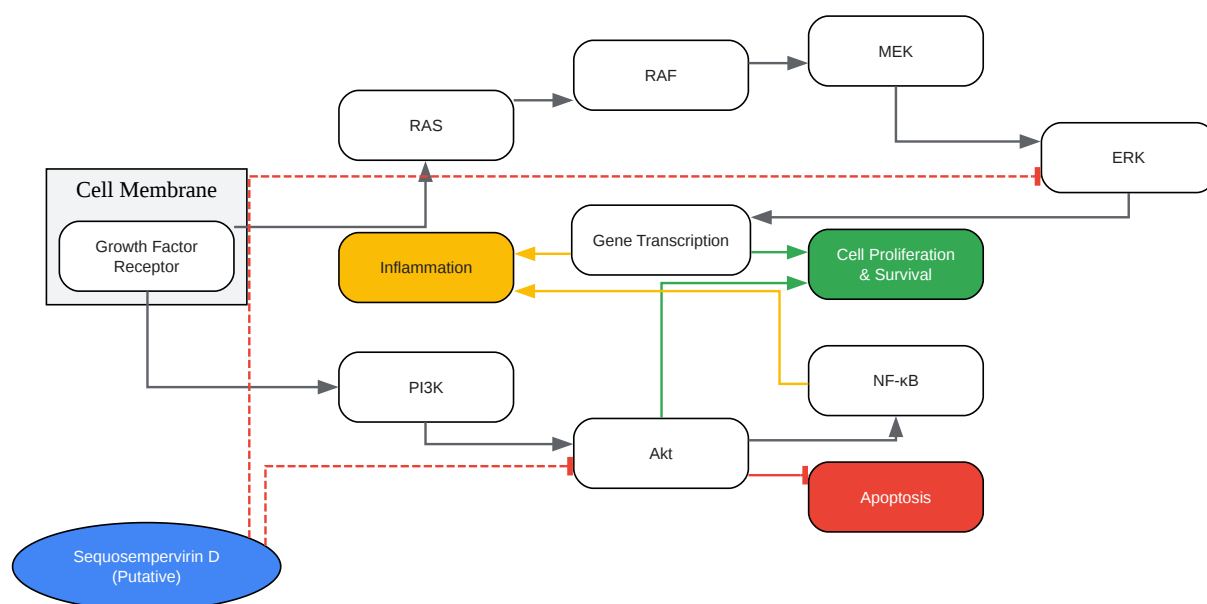 MEK
RAF
RAS
ERK
Cell Membrane
Growth Factor
Receptor
Gene Transcription
Cell Proliferation
& Survival
Inflammation
PI3K
NF-κB
Akt
Apoptosis
Sequosempervirin D
(Putative)